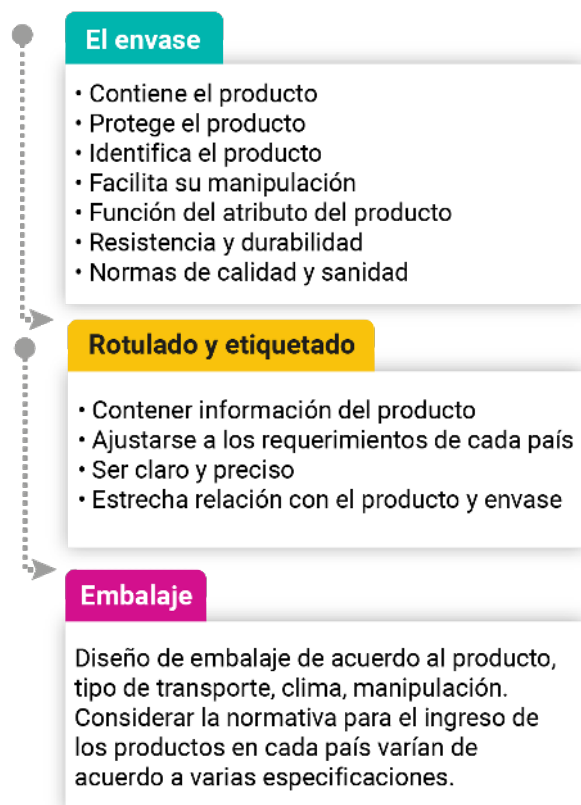 El envase
• Contiene el producto
• Protege el producto
• Identifica el producto
• Facilita su manipulación
• Función del atributo del producto
• Resistencia y durabilidad
• Normas de calidad y sanidad
Rotulado y etiquetado
• Contener información del producto
• Ajustarse a los requerimientos de cada país
• Ser claro y preciso
• Estrecha relación con el producto y envase
Embalaje
Diseño de embalaje de acuerdo al producto,
tipo de transporte, clima, manipulación.
Considerar la normativa para el ingreso de
los productos en cada país varían de
acuerdo a varias especificaciones.